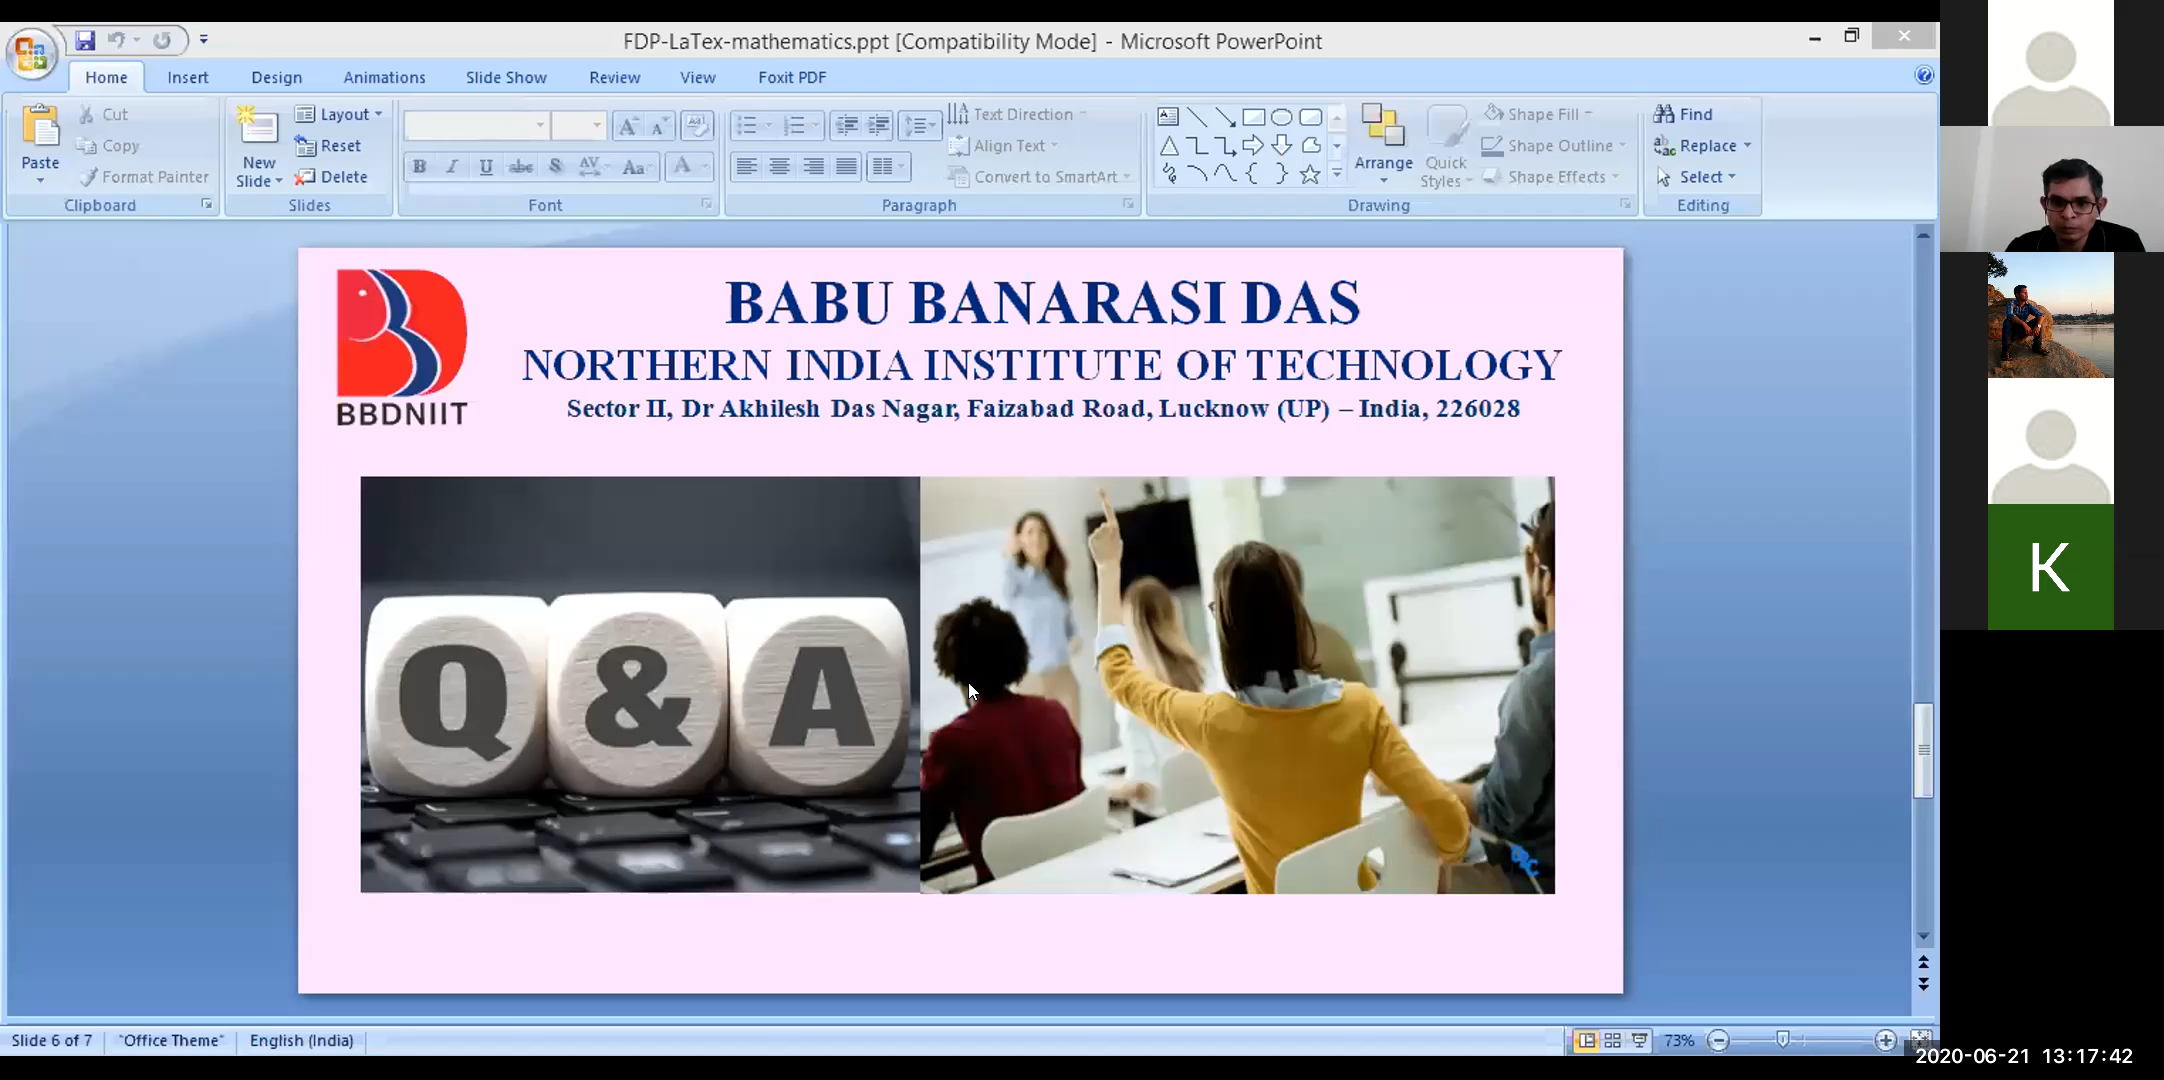 FDP-LaTex-mathematics.ppt [Compatibility Mode] - Microsoft PowerPoint
Home Insert Design Animations Slide Show Review View Foxit PDF
Paste
Cut
Copy
Format Painter
Clipboard
New Slide
Layout
Reset
Delete
Slides
B I U abc S AV Aa A
Font
Text Direction
Align Text
Convert to SmartArt
Paragraph
Arrange
Quick Styles
Shape Fill
Shape Outline
Shape Effects
Drawing
Find
Replace
Select
Editing
BBDNIIT
BABU BANARASI DAS
NORTHERN INDIA INSTITUTE OF TECHNOLOGY
Sector II, Dr Akhilesh Das Nagar, Faizabad Road, Lucknow (UP) – India, 226028
Q & A
K
Slide 6 of 7 "Office Theme" English (India) 73%
2020-06-21 13:17:42